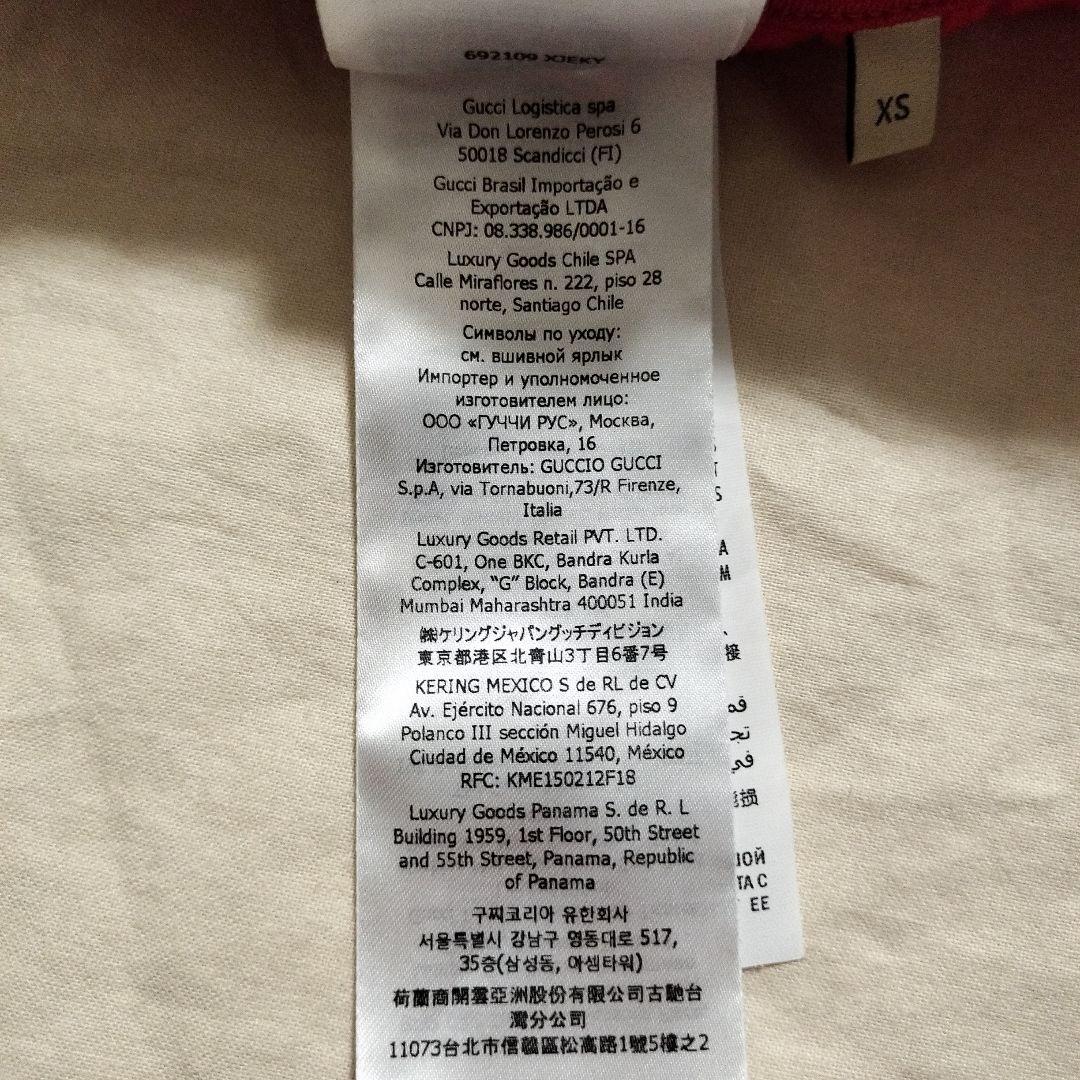 692109 XJEKY
XS
Gucci Logistica spa
Via Don Lorenzo Perosi 6
50018 Scandicci (FI)
Gucci Brasil Importação e
Exportação LTDA
CNPJ: 08.338.986/0001-16
Luxury Goods Chile SPA
Calle Miraflores n. 222, piso 28
norte, Santiago Chile
Символы по уходу:
см. вшивной ярлык
Импортер и уполномоченное
изготовителем лицо:
ООО «ГУЧЧИ РУС», Москва,
Петровка, 16
Изготовитель: GUCCIO GUCCI
S.p.A, via Tornabuoni,73/R Firenze,
Italia
Luxury Goods Retail PVT. LTD.
C-601, One BKC, Bandra Kurla
Complex, "G" Block, Bandra (E)
Mumbai Maharashtra 400051 India
㈱ケリングジャパングッチディビジョン
東京都港区北青山3丁目6番7号
KERING MEXICO S de RL de CV
Av. Ejército Nacional 676, piso 9
Polanco III sección Miguel Hidalgo
Ciudad de México 11540, México
RFC: KME150212F18
Luxury Goods Panama S. de R. L
Building 1959, 1st Floor, 50th Street
and 55th Street, Panama, Republic
of Panama
구찌코리아 유한회사
서울특별시 강남구 영동대로 517,
35층(삼성동, 아셈타워)
荷蘭商開雲亞洲股份有限公司古馳台
灣分公司
11073台北市信義區松高路1號5樓之2